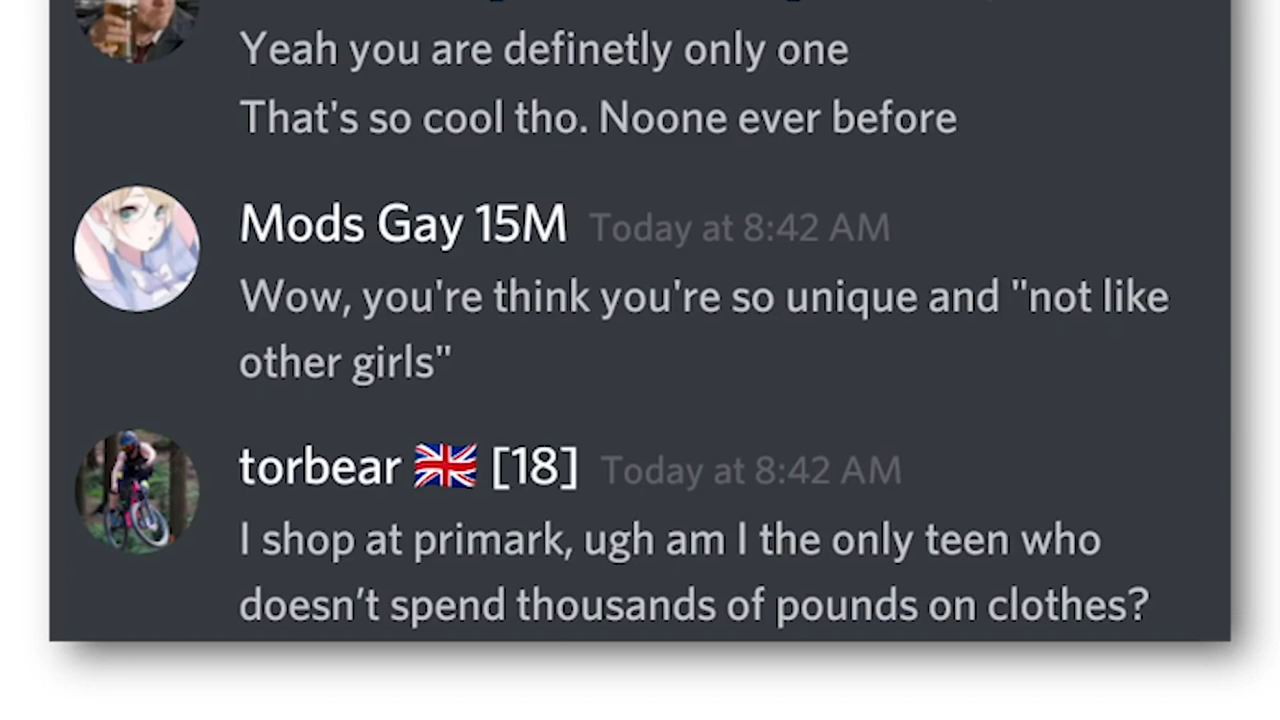 Yeah you are definetly only one
That's so cool tho. Noone ever before
Mods Gay 15M Today at 8:42 AM
Wow, you're think you're so unique and "not like
other girls"
torbear 🇬🇧 [18] Today at 8:42 AM
I shop at primark, ugh am I the only teen who
doesn’t spend thousands of pounds on clothes?